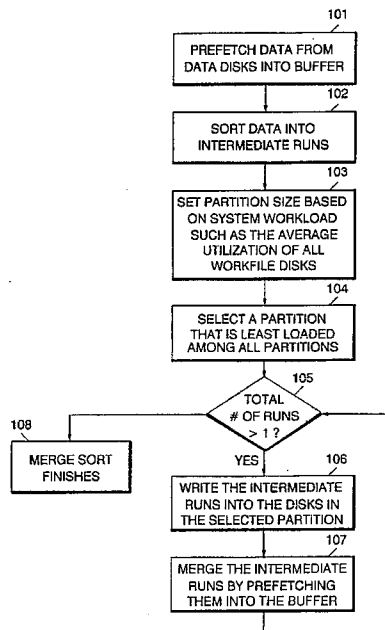 101
PREFETCH DATA FROM
DATA DISKS INTO BUFFER
102
SORT DATA INTO
INTERMEDIATE RUNS
103
SET PARTITION SIZE BASED
ON SYSTEM WORKLOAD
SUCH AS THE AVERAGE
UTILIZATION OF ALL
WORKFILE DISKS
104
SELECT A PARTITION
THAT IS LEAST LOADED
AMONG ALL PARTITIONS
105
TOTAL
# OF RUNS
> 1 ?
108
MERGE SORT
FINISHES
YES
106
WRITE THE INTERMEDIATE
RUNS INTO THE DISKS IN
THE SELECTED PARTITION
107
MERGE THE INTERMEDIATE
RUNS BY PREFETCHING
THEM INTO THE BUFFER